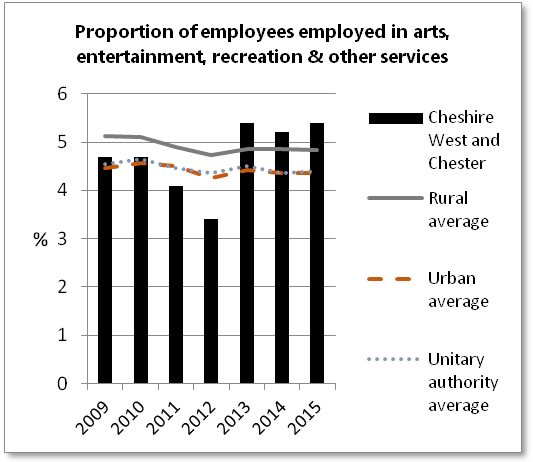 Proportion of employees employed in arts,
entertainment, recreation & other services
6
5
4
3
2
1
0
%
2009
2010
2011
2012
2013
2014
2015
Cheshire
West and
Chester
Rural
average
Urban
average
Unitary
authority
average